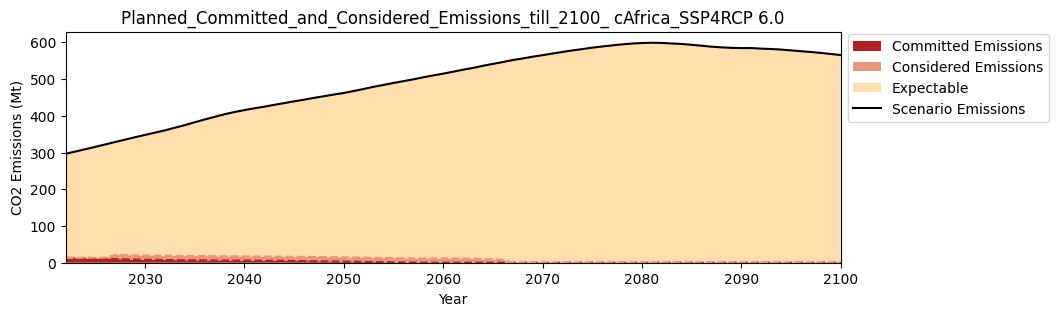 Planned_Committed_and_Considered_Emissions_till_2100_ cAfrica_SSP4RCP 6.0
CO2 Emissions (Mt)
600
500
400
300
200
100
0
2030
2040
2050
2060
2070
2080
2090
2100
Year
Committed Emissions
Considered Emissions
Expectable
Scenario Emissions